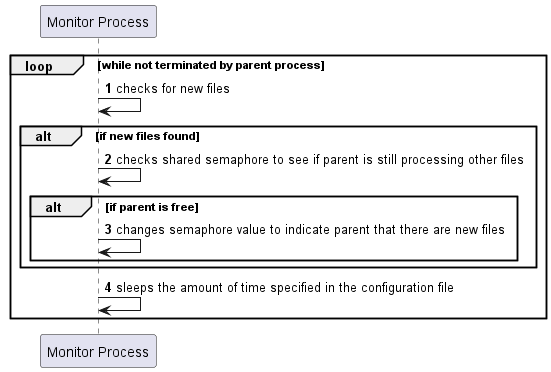 Monitor Process
loop [while not terminated by parent process]
1 checks for new files
alt [if new files found]
2 checks shared semaphore to see if parent is still processing other files
alt [if parent is free]
3 changes semaphore value to indicate parent that there are new files
4 sleeps the amount of time specified in the configuration file
Monitor Process